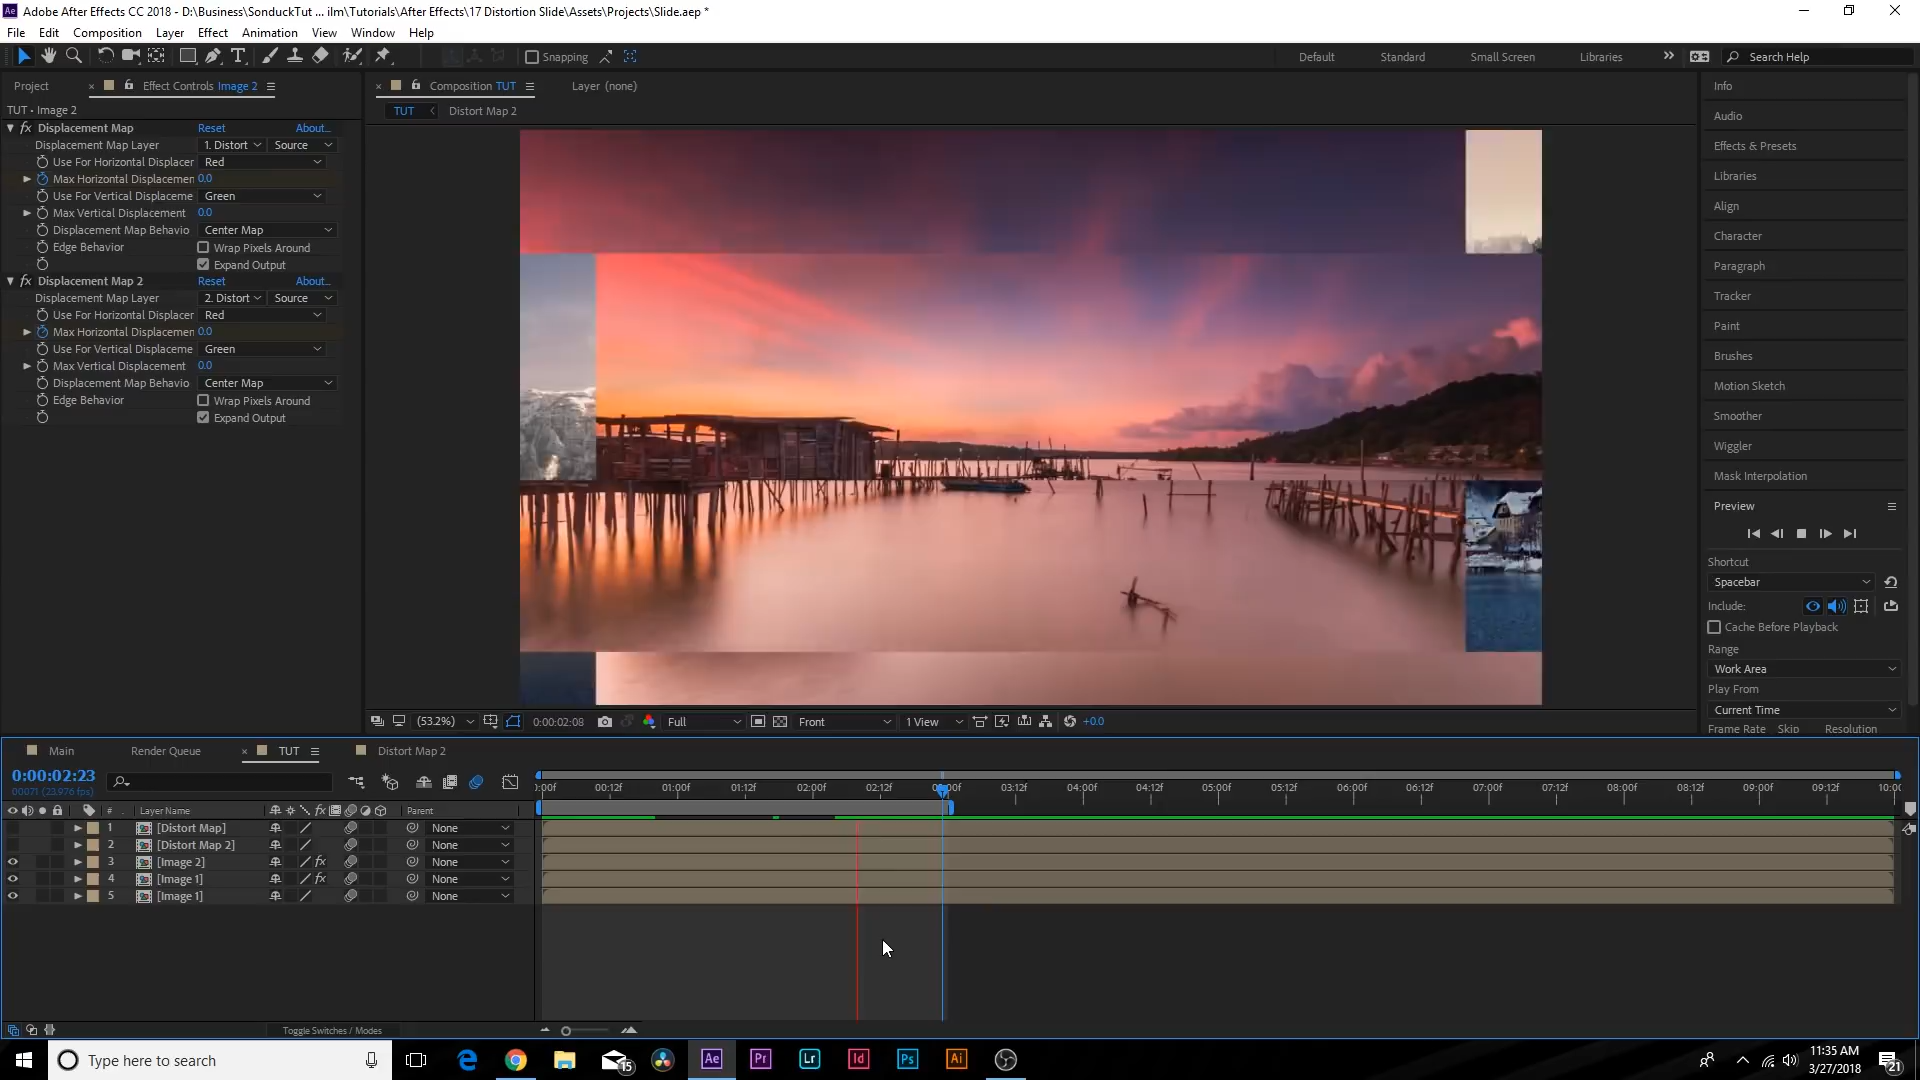 Adobe After Effects CC 2018 - D:\Business\SonduckTut ... ilm\Tutorials\After Effects\17 Distortion Slide\Assets\Projects\Slide.aep *
File Edit Composition Layer Effect Animation View Window Help
Snapping Default Standard Small Screen Libraries Search Help
Project Effect Controls Image 2
Composition TUT Layer (none)
TUT • Image 2
TUT Distort Map 2
fx Displacement Map Reset About...
Displacement Map Layer 1. Distort Source
Use For Horizontal Displacer Red
Max Horizontal Displacemen 0.0
Use For Vertical Displaceme Green
Max Vertical Displacement 0.0
Displacement Map Behavio Center Map
Edge Behavior Wrap Pixels Around
Expand Output
fx Displacement Map 2 Reset About...
Displacement Map Layer 2. Distort Source
Use For Horizontal Displacer Red
Max Horizontal Displacemen 0.0
Use For Vertical Displaceme Green
Max Vertical Displacement 0.0
Displacement Map Behavio Center Map
Edge Behavior Wrap Pixels Around
Expand Output
Info
Audio
Effects & Presets
Libraries
Align
Character
Paragraph
Tracker
Paint
Brushes
Motion Sketch
Smoother
Wiggler
Mask Interpolation
Preview
Shortcut
Spacebar
Include:
Cache Before Playback
Range
Work Area
Play From
Current Time
Frame Rate Skip Resolution
(53.2%) 0:00:02:08 Full Front 1 View +0.0
Main Render Queue TUT Distort Map 2
0:00:02:23
00071 (23.976 fps)
):00f 00:12f 01:00f 01:12f 02:00f 02:12f 03:12f 04:00f 04:12f 05:00f 05:12f 06:00f 06:12f 07:00f 07:12f 08:00f 08:12f 09:00f 09:12f 10:00
# Layer Name fx Parent
1 [Distort Map] None
2 [Distort Map 2] None
3 [Image 2] fx None
4 [Image 1] fx None
5 [Image 1] None
Toggle Switches / Modes
Type here to search
15
Ae Pr Lr Id Ps Ai
11:35 AM
3/27/2018
21